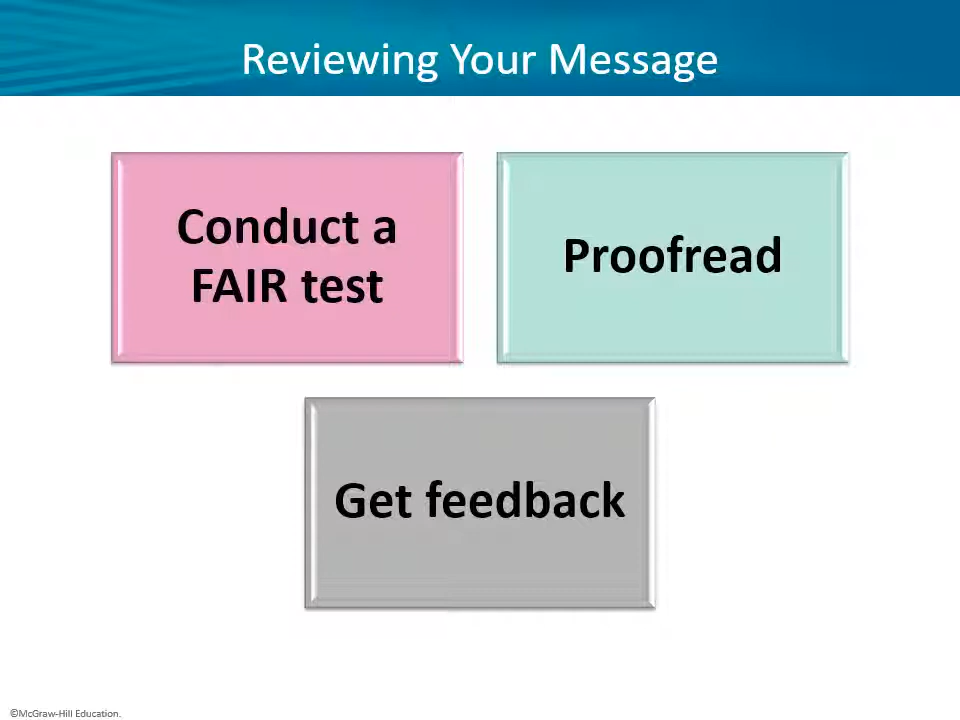 Reviewing Your Message
Conduct a
FAIR test
Proofread
Get feedback
©McGraw-Hill Education.